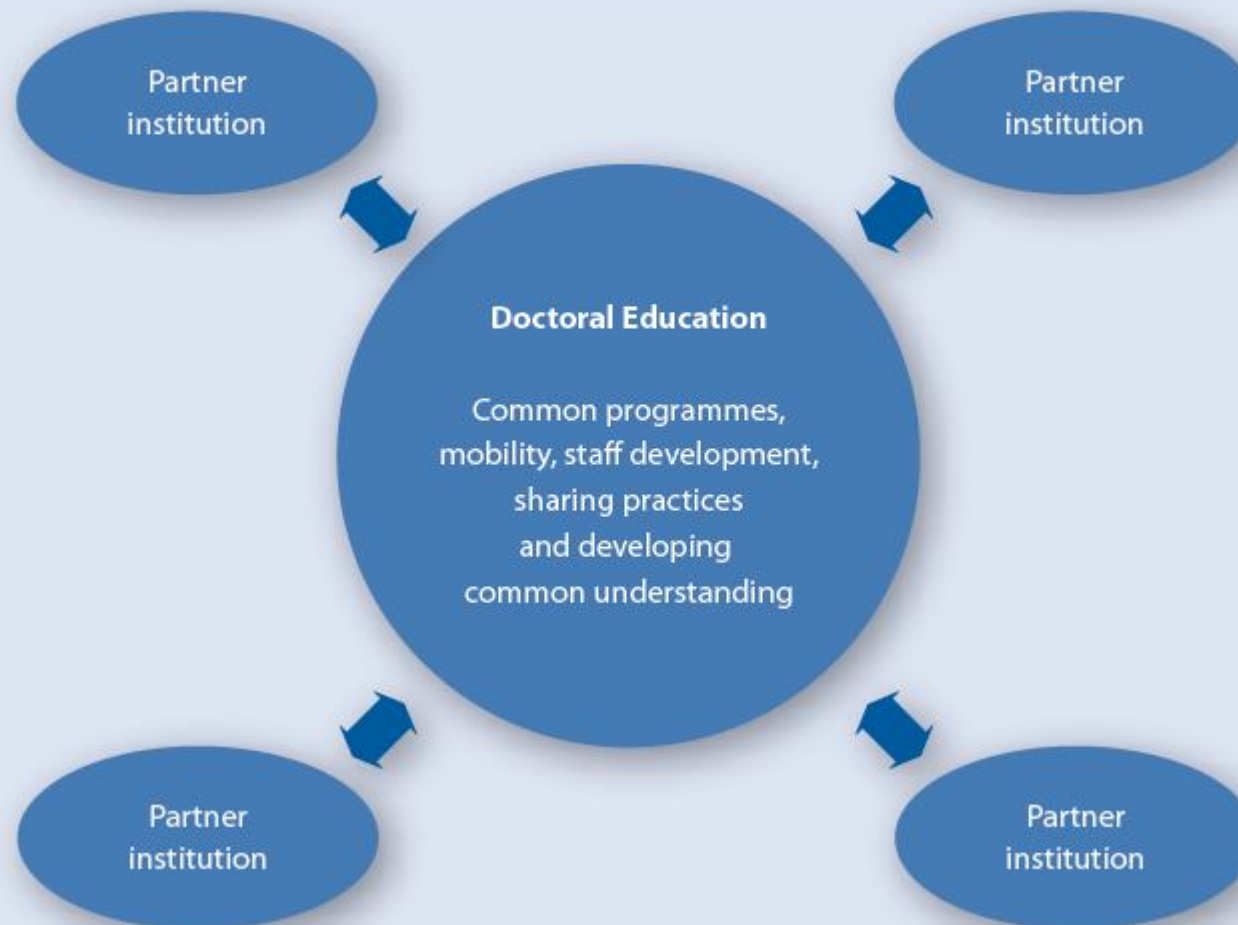 Partner
institution
Partner
institution
Doctoral Education
Common programmes,
mobility, staff development,
sharing practices
and developing
common understanding
Partner
institution
Partner
institution